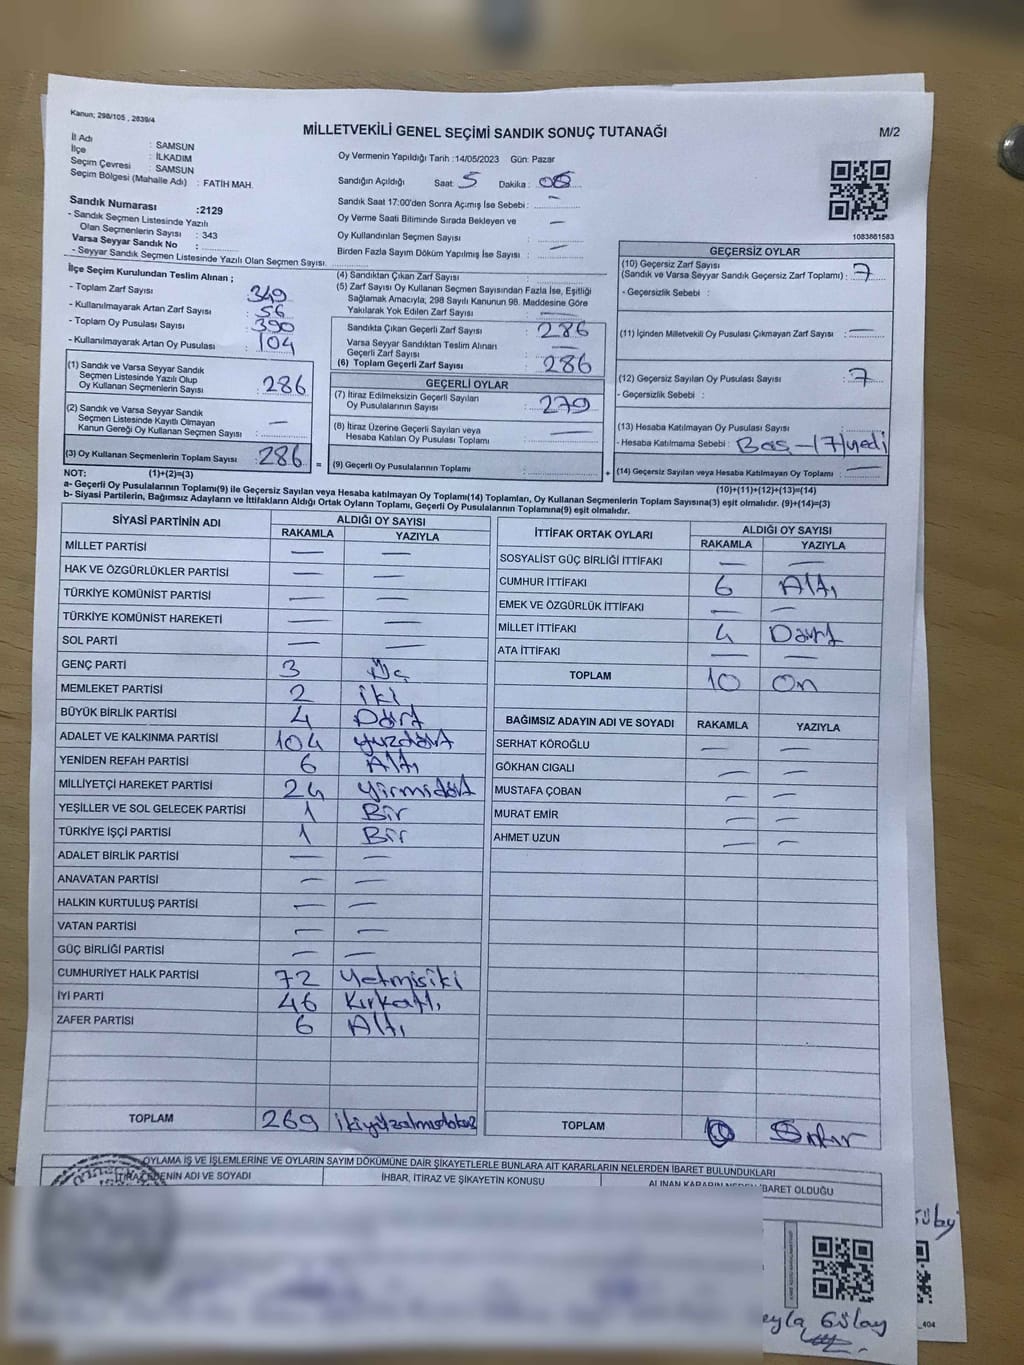 Kanun; 298/105 , 2839/4
MİLLETVEKİLİ GENEL SEÇİMİ SANDIK SONUÇ TUTANAĞI
M/2
İl Adı : SAMSUN
İlçe : İLKADIM
Seçim Çevresi : SAMSUN
Seçim Bölgesi (Mahalle Adı) : FATİH MAH.
Sandık Numarası :2129
- Sandık Seçmen Listesinde Yazılı
Olan Seçmenlerin Sayısı : 343
Varsa Seyyar Sandık No :
- Seyyar Sandık Seçmen Listesinde Yazılı Olan Seçmen Sayısı.
Oy Vermenin Yapıldığı Tarih :14/05/2023 Gün: Pazar
Sandığın Açıldığı Saat: 5 Dakika :
Sandık Saat 17:00'den Sonra Açımış İse Sebebi : —
Oy Verme Saati Bitiminde Sırada Bekleyen ve —
Oy Kullandırılan Seçmen Sayısı :
Birden Fazla Sayım Döküm Yapılmış İse Sayısı : —
1083861583
İlçe Seçim Kurulundan Teslim Alınan ;
- Toplam Zarf Sayısı : 349
- Kullanılmayarak Artan Zarf Sayısı : 56
- Toplam Oy Pusulası Sayısı : 390
- Kullanılmayarak Artan Oy Pusulası : 104
(1) Sandık ve Varsa Seyyar Sandık
Seçmen Listesinde Yazılı Olup
Oy Kullanan Seçmenlerin Sayısı : 286
(2) Sandık ve Varsa Seyyar Sandık
Seçmen Listesinde Kayıtlı Olmayan
Kanun Gereği Oy Kullanan Seçmen Sayısı : —
(3) Oy Kullanan Seçmenlerin Toplam Sayısı : 286 =
(4) Sandıktan Çıkan Zarf Sayısı :
(5) Zarf Sayısı Oy Kullanan Seçmen Sayısından Fazla İse, Eşitliği
Sağlamak Amacıyla; 298 Sayılı Kanunun 98. Maddesine Göre
Yakılarak Yok Edilen Zarf Sayısı : —
Sandıkta Çıkan Geçerli Zarf Sayısı : 286
Varsa Seyyar Sandıktan Teslim Alınan
Geçerli Zarf Sayısı : —
(6) Toplam Geçerli Zarf Sayısı : 286
GEÇERLİ OYLAR
(7) İtiraz Edilmeksizin Geçerli Sayılan
Oy Pusulalarının Sayısı : 279
(8) İtiraz Üzerine Geçerli Sayılan veya
Hesaba Katılan Oy Pusulası Toplamı : —
(9) Geçerli Oy Pusulalarının Toplamı : +
GEÇERSİZ OYLAR
(10) Geçersiz Zarf Sayısı
(Sandık ve Varsa Seyyar Sandık Geçersiz Zarf Toplamı) : 7
- Geçersizlik Sebebi :
(11) İçinden Milletvekili Oy Pusulası Çıkmayan Zarf Sayısı : —
(12) Geçersiz Sayılan Oy Pusulası Sayısı : 7
- Geçersizlik Sebebi :
(13) Hesaba Katılmayan Oy Pusulası Sayısı :
- Hesaba Katılmama Sebebi : Boş-(7)yedi
(14) Geçersiz Sayılan veya Hesaba Katılmayan Oy Toplamı : —
NOT: (1)+(2)=(3)
(10)+(11)+(12)+(13)=(14)
a- Geçerli Oy Pusulalarının Toplamı(9) ile Geçersiz Sayılan veya Hesaba katılmayan Oy Toplamı(14) Toplamları, Oy Kullanan Seçmenlerin Toplam Sayısına(3) eşit olmalıdır. (9)+(14)=(3)
b- Siyasi Partilerin, Bağımsız Adayların ve İttifakların Aldığı Ortak Oyların Toplamı, Geçerli Oy Pusulalarının Toplamına(9) eşit olmalıdır.
SİYASİ PARTİNİN ADI ALDIĞI OY SAYISI
RAKAMLA YAZIYLA
MİLLET PARTİSİ — —
HAK VE ÖZGÜRLÜKLER PARTİSİ — —
TÜRKİYE KOMÜNİST PARTİSİ — —
TÜRKİYE KOMÜNİST HAREKETİ — —
SOL PARTİ — —
GENÇ PARTİ 3 Üç
MEMLEKET PARTİSİ 2 iki
BÜYÜK BİRLİK PARTİSİ 4 Dört
ADALET VE KALKINMA PARTİSİ 104 yüzdört
YENİDEN REFAH PARTİSİ 6 Altı
MİLLİYETÇİ HAREKET PARTİSİ 24 yirmidört
YEŞİLLER VE SOL GELECEK PARTİSİ 1 Bir
TÜRKİYE İŞÇİ PARTİSİ 1 Bir
ADALET BİRLİK PARTİSİ — —
ANAVATAN PARTİSİ — —
HALKIN KURTULUŞ PARTİSİ — —
VATAN PARTİSİ — —
GÜÇ BİRLİĞİ PARTİSİ — —
CUMHURİYET HALK PARTİSİ 72 Yetmişiki
İYİ PARTİ 46 Kırkaltı
ZAFER PARTİSİ 6 Altı
TOPLAM 269
İTTİFAK ORTAK OYLARI ALDIĞI OY SAYISI
RAKAMLA YAZIYLA
SOSYALİST GÜÇ BİRLİĞİ İTTİFAKI — —
CUMHUR İTTİFAKI 6 Altı
EMEK VE ÖZGÜRLÜK İTTİFAKI — —
MİLLET İTTİFAKI 4 Dört
ATA İTTİFAKI — —
TOPLAM 10 On
BAĞIMSIZ ADAYIN ADI VE SOYADI RAKAMLA YAZIYLA
SERHAT KÖROĞLU — —
GÖKHAN CIGALI — —
MUSTAFA ÇOBAN — —
MURAT EMİR — —
AHMET UZUN — —
TOPLAM
OYLAMA İŞ VE İŞLEMLERİNE VE OYLARIN SAYIM DÖKÜMÜNE DAİR ŞİKAYETLERLE BUNLARA AİT KARARLARIN NELERDEN İBARET BULUNDUKLARI
İTİRAZ EDENİN ADI VE SOYADI İHBAR, İTİRAZ VE ŞİKAYETİN KONUSU ALINAN KARARIN NEDEN İBARET OLDUĞU
eyla Gülay
_404